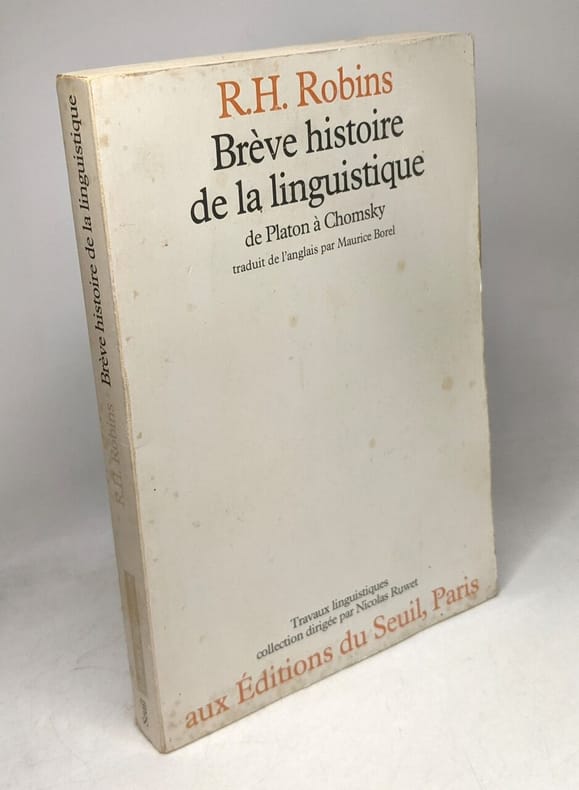 R.H. Robins
Brève histoire
de la linguistique
de Platon à Chomsky
traduit de l'anglais par Maurice Borel
Travaux linguistiques
collection dirigée par Nicolas Ruwet
aux Éditions du Seuil, Paris
R.H. Robins Brève histoire de la linguistique
Seuil